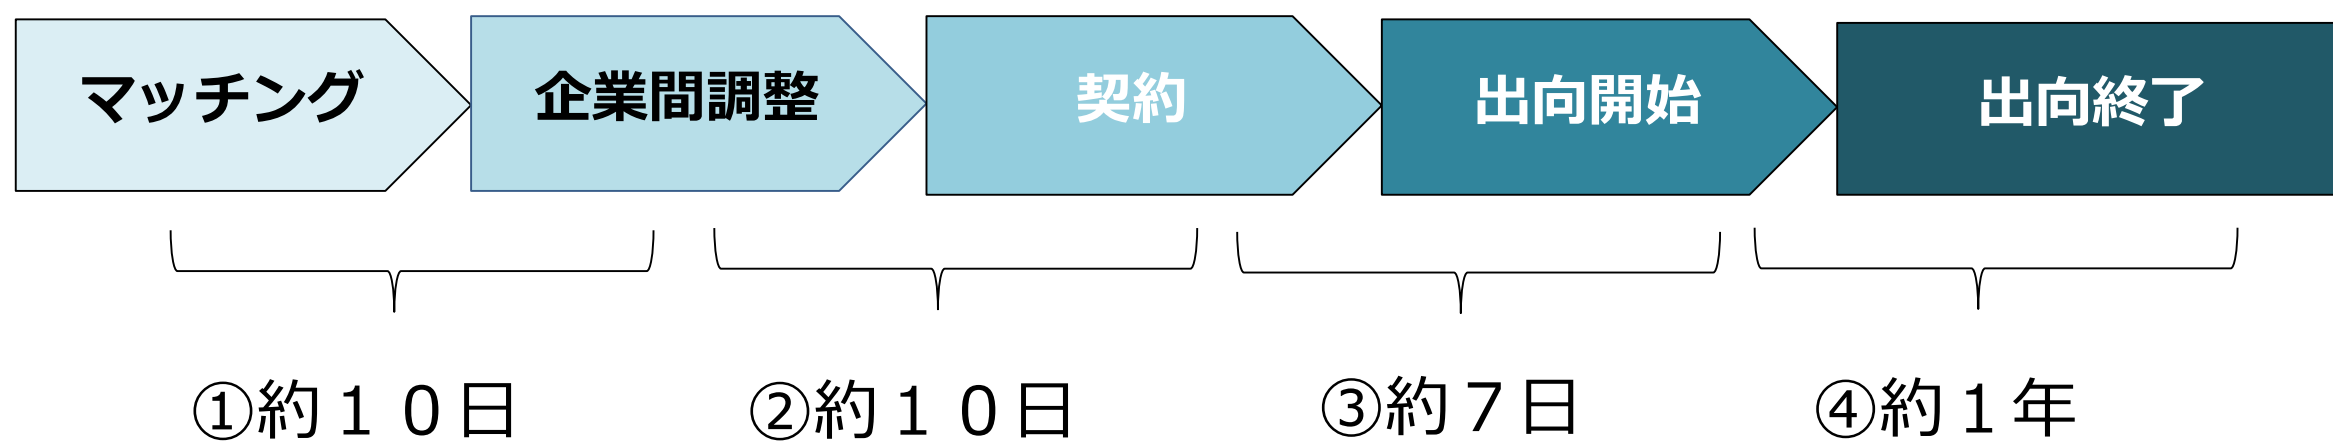 マッチング
企業間調整
契約
出向開始
出向終了
①約１０日
②約１０日
③約７日
④約１年